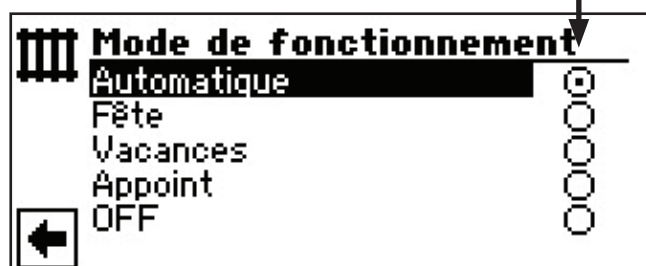 Mode de fonctionnement
Automatique
Fête
Vacances
Appoint
OFF